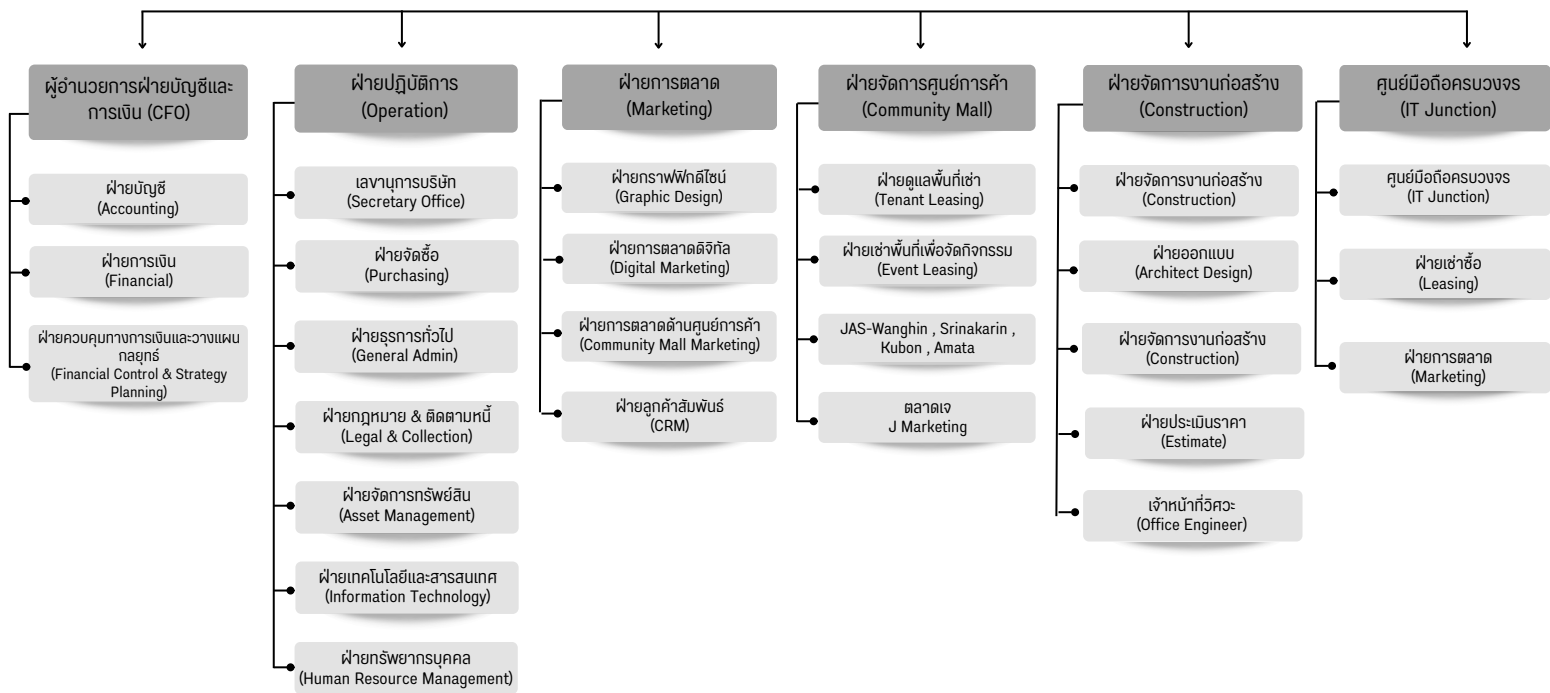 ผู้อำนวยการฝ่ายบัญชีและ
การเงิน (CFO)
ฝ่ายบัญชี
(Accounting)
ฝ่ายการเงิน
(Financial)
ฝ่ายควบคุมทางการเงินและวางแผน
กลยุทธ์
(Financial Control & Strategy
Planning)
ฝ่ายปฏิบัติการ
(Operation)
เลขานุการบริษัท
(Secretary Office)
ฝ่ายจัดซื้อ
(Purchasing)
ฝ่ายธุรการทั่วไป
(General Admin)
ฝ่ายกฎหมาย & ติดตามหนี้
(Legal & Collection)
ฝ่ายจัดการทรัพย์สิน
(Asset Management)
ฝ่ายเทคโนโลยีและสารสนเทศ
(Information Technology)
ฝ่ายทรัพยากรบุคคล
(Human Resource Management)
ฝ่ายการตลาด
(Marketing)
ฝ่ายกราฟฟิกดีไซน์
(Graphic Design)
ฝ่ายการตลาดดิจิทัล
(Digital Marketing)
ฝ่ายการตลาดด้านศูนย์การค้า
(Community Mall Marketing)
ฝ่ายลูกค้าสัมพันธ์
(CRM)
ฝ่ายจัดการศูนย์การค้า
(Community Mall)
ฝ่ายดูแลพื้นที่เช่า
(Tenant Leasing)
ฝ่ายเช่าพื้นที่เพื่อจัดกิจกรรม
(Event Leasing)
JAS-Wanghin , Srinakarin ,
Kubon , Amata
ตลาดเจ
J Marketing
ฝ่ายจัดการงานก่อสร้าง
(Construction)
ฝ่ายจัดการงานก่อสร้าง
(Construction)
ฝ่ายออกแบบ
(Architect Design)
ฝ่ายจัดการงานก่อสร้าง
(Construction)
ฝ่ายประเมินราคา
(Estimate)
เจ้าหน้าที่วิศวะ
(Office Engineer)
ศูนย์มือถือครบวงจร
(IT Junction)
ศูนย์มือถือครบวงจร
(IT Junction)
ฝ่ายเช่าซื้อ
(Leasing)
ฝ่ายการตลาด
(Marketing)